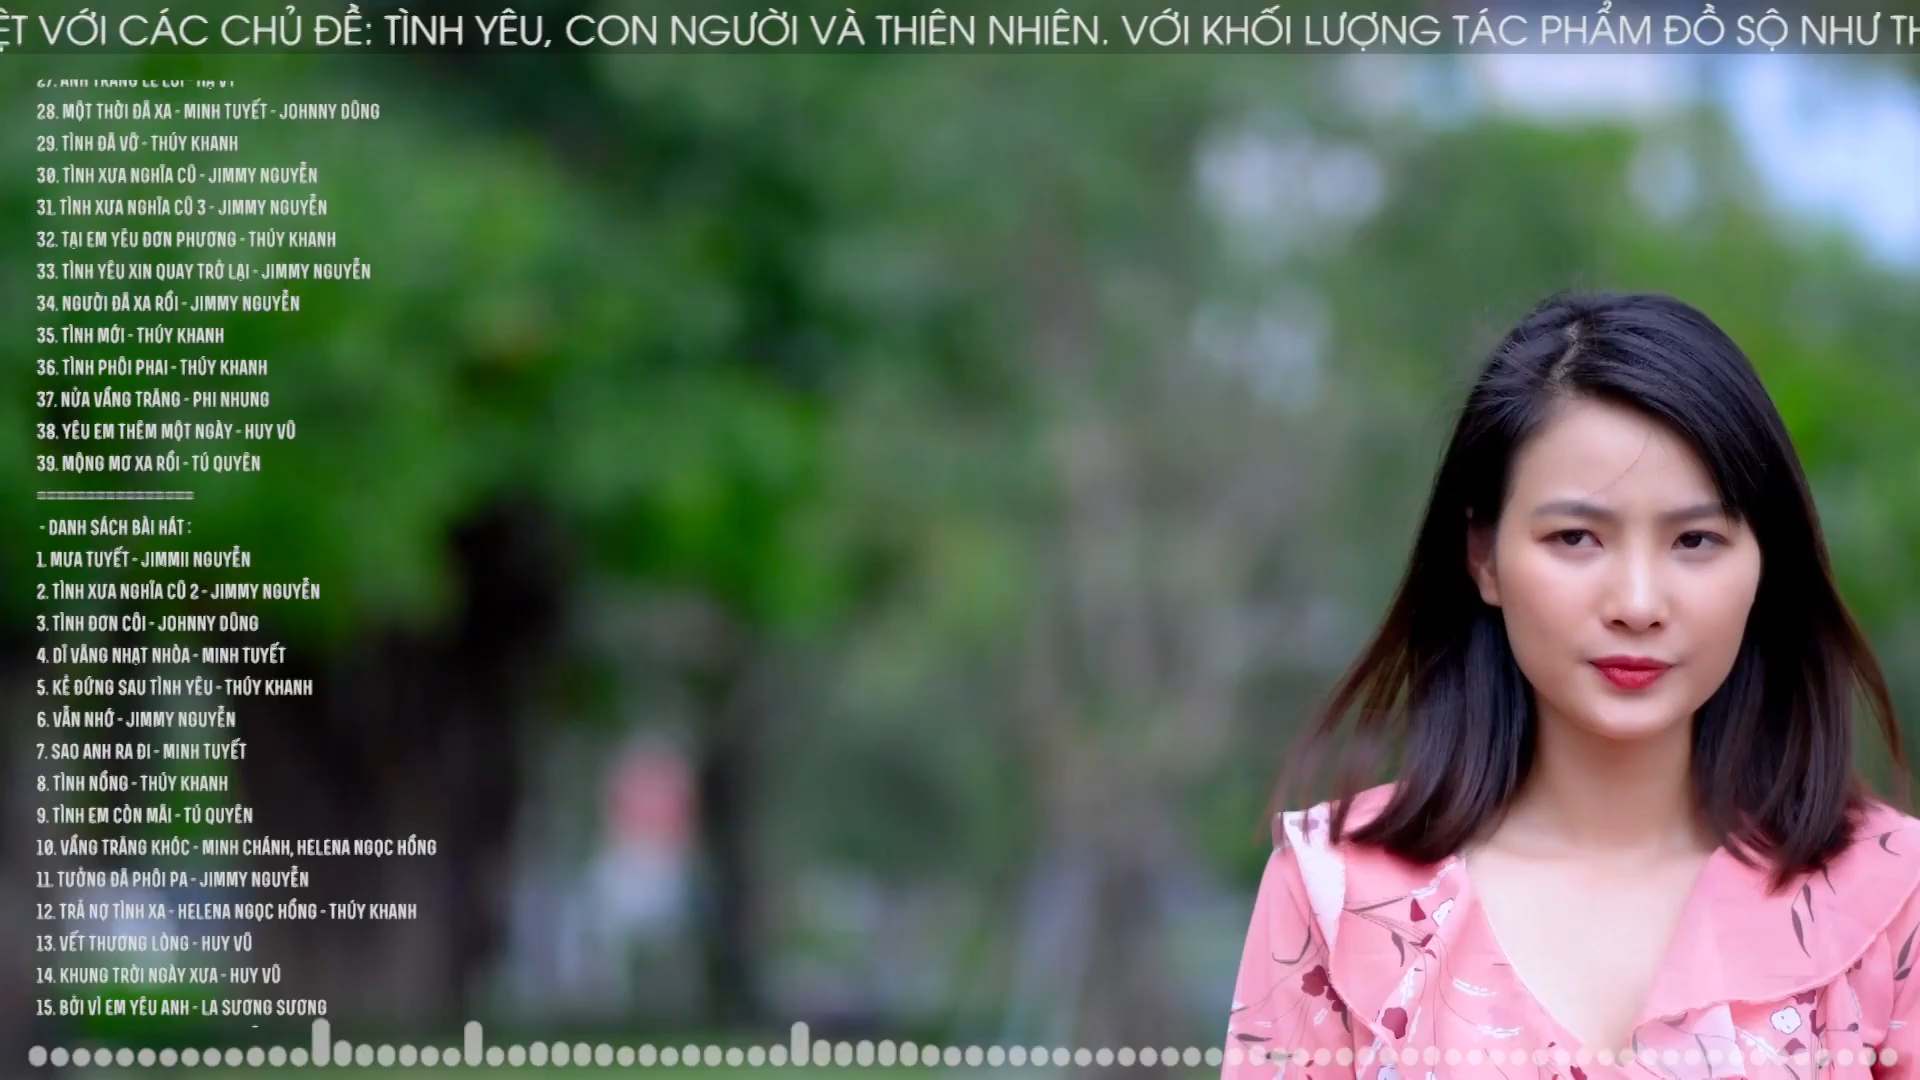 VỚI CÁC CHỦ ĐỀ: TÌNH YÊU, CON NGƯỜI VÀ THIÊN NHIÊN. VỚI KHỐI LƯỢNG TÁC PHẨM ĐỒ SỘ NHƯ
28. MỘT THỜI ĐÃ XA - MINH TUYẾT - JOHNNY DŨNG
29. TÌNH ĐÃ VỠ - THÚY KHANH
30. TÌNH XƯA NGHĨA CŨ - JIMMY NGUYỄN
31. TÌNH XƯA NGHĨA CŨ 3 - JIMMY NGUYỄN
32. TẠI EM YÊU ĐƠN PHƯƠNG - THÚY KHANH
33. TÌNH YÊU XIN QUAY TRỞ LẠI - JIMMY NGUYỄN
34. NGƯỜI ĐÃ XA RỒI - JIMMY NGUYỄN
35. TÌNH MỚI - THÚY KHANH
36. TÌNH PHÔI PHAI - THÚY KHANH
37. NỬA VẦNG TRĂNG - PHI NHUNG
38. YÊU EM THÊM MỘT NGÀY - HUY VŨ
39. MỘNG MƠ XA RỒI - TÚ QUYÊN
================
- DANH SÁCH BÀI HÁT :
1. MƯA TUYẾT - JIMMII NGUYỄN
2. TÌNH XƯA NGHĨA CŨ 2 - JIMMY NGUYỄN
3. TÌNH ĐƠN CÔI - JOHNNY DŨNG
4. DĨ VÃNG NHẠT NHÒA - MINH TUYẾT
5. KẺ ĐỨNG SAU TÌNH YÊU - THÚY KHANH
6. VẪN NHỚ - JIMMY NGUYỄN
7. SAO ANH RA ĐI - MINH TUYẾT
8. TÌNH NỒNG - THÚY KHANH
9. TÌNH EM CÒN MÃI - TÚ QUYÊN
10. VẦNG TRĂNG KHÓC - MINH CHÁNH, HELENA NGỌC HỒNG
11. TƯỞNG ĐÃ PHÔI PA - JIMMY NGUYỄN
12. TRẢ NỢ TÌNH XA - HELENA NGỌC HỒNG - THÚY KHANH
13. VẾT THƯƠNG LÒNG - HUY VŨ
14. KHUNG TRỜI NGÀY XƯA - HUY VŨ
15. BỞI VÌ EM YÊU ANH - LA SƯƠNG SƯƠNG